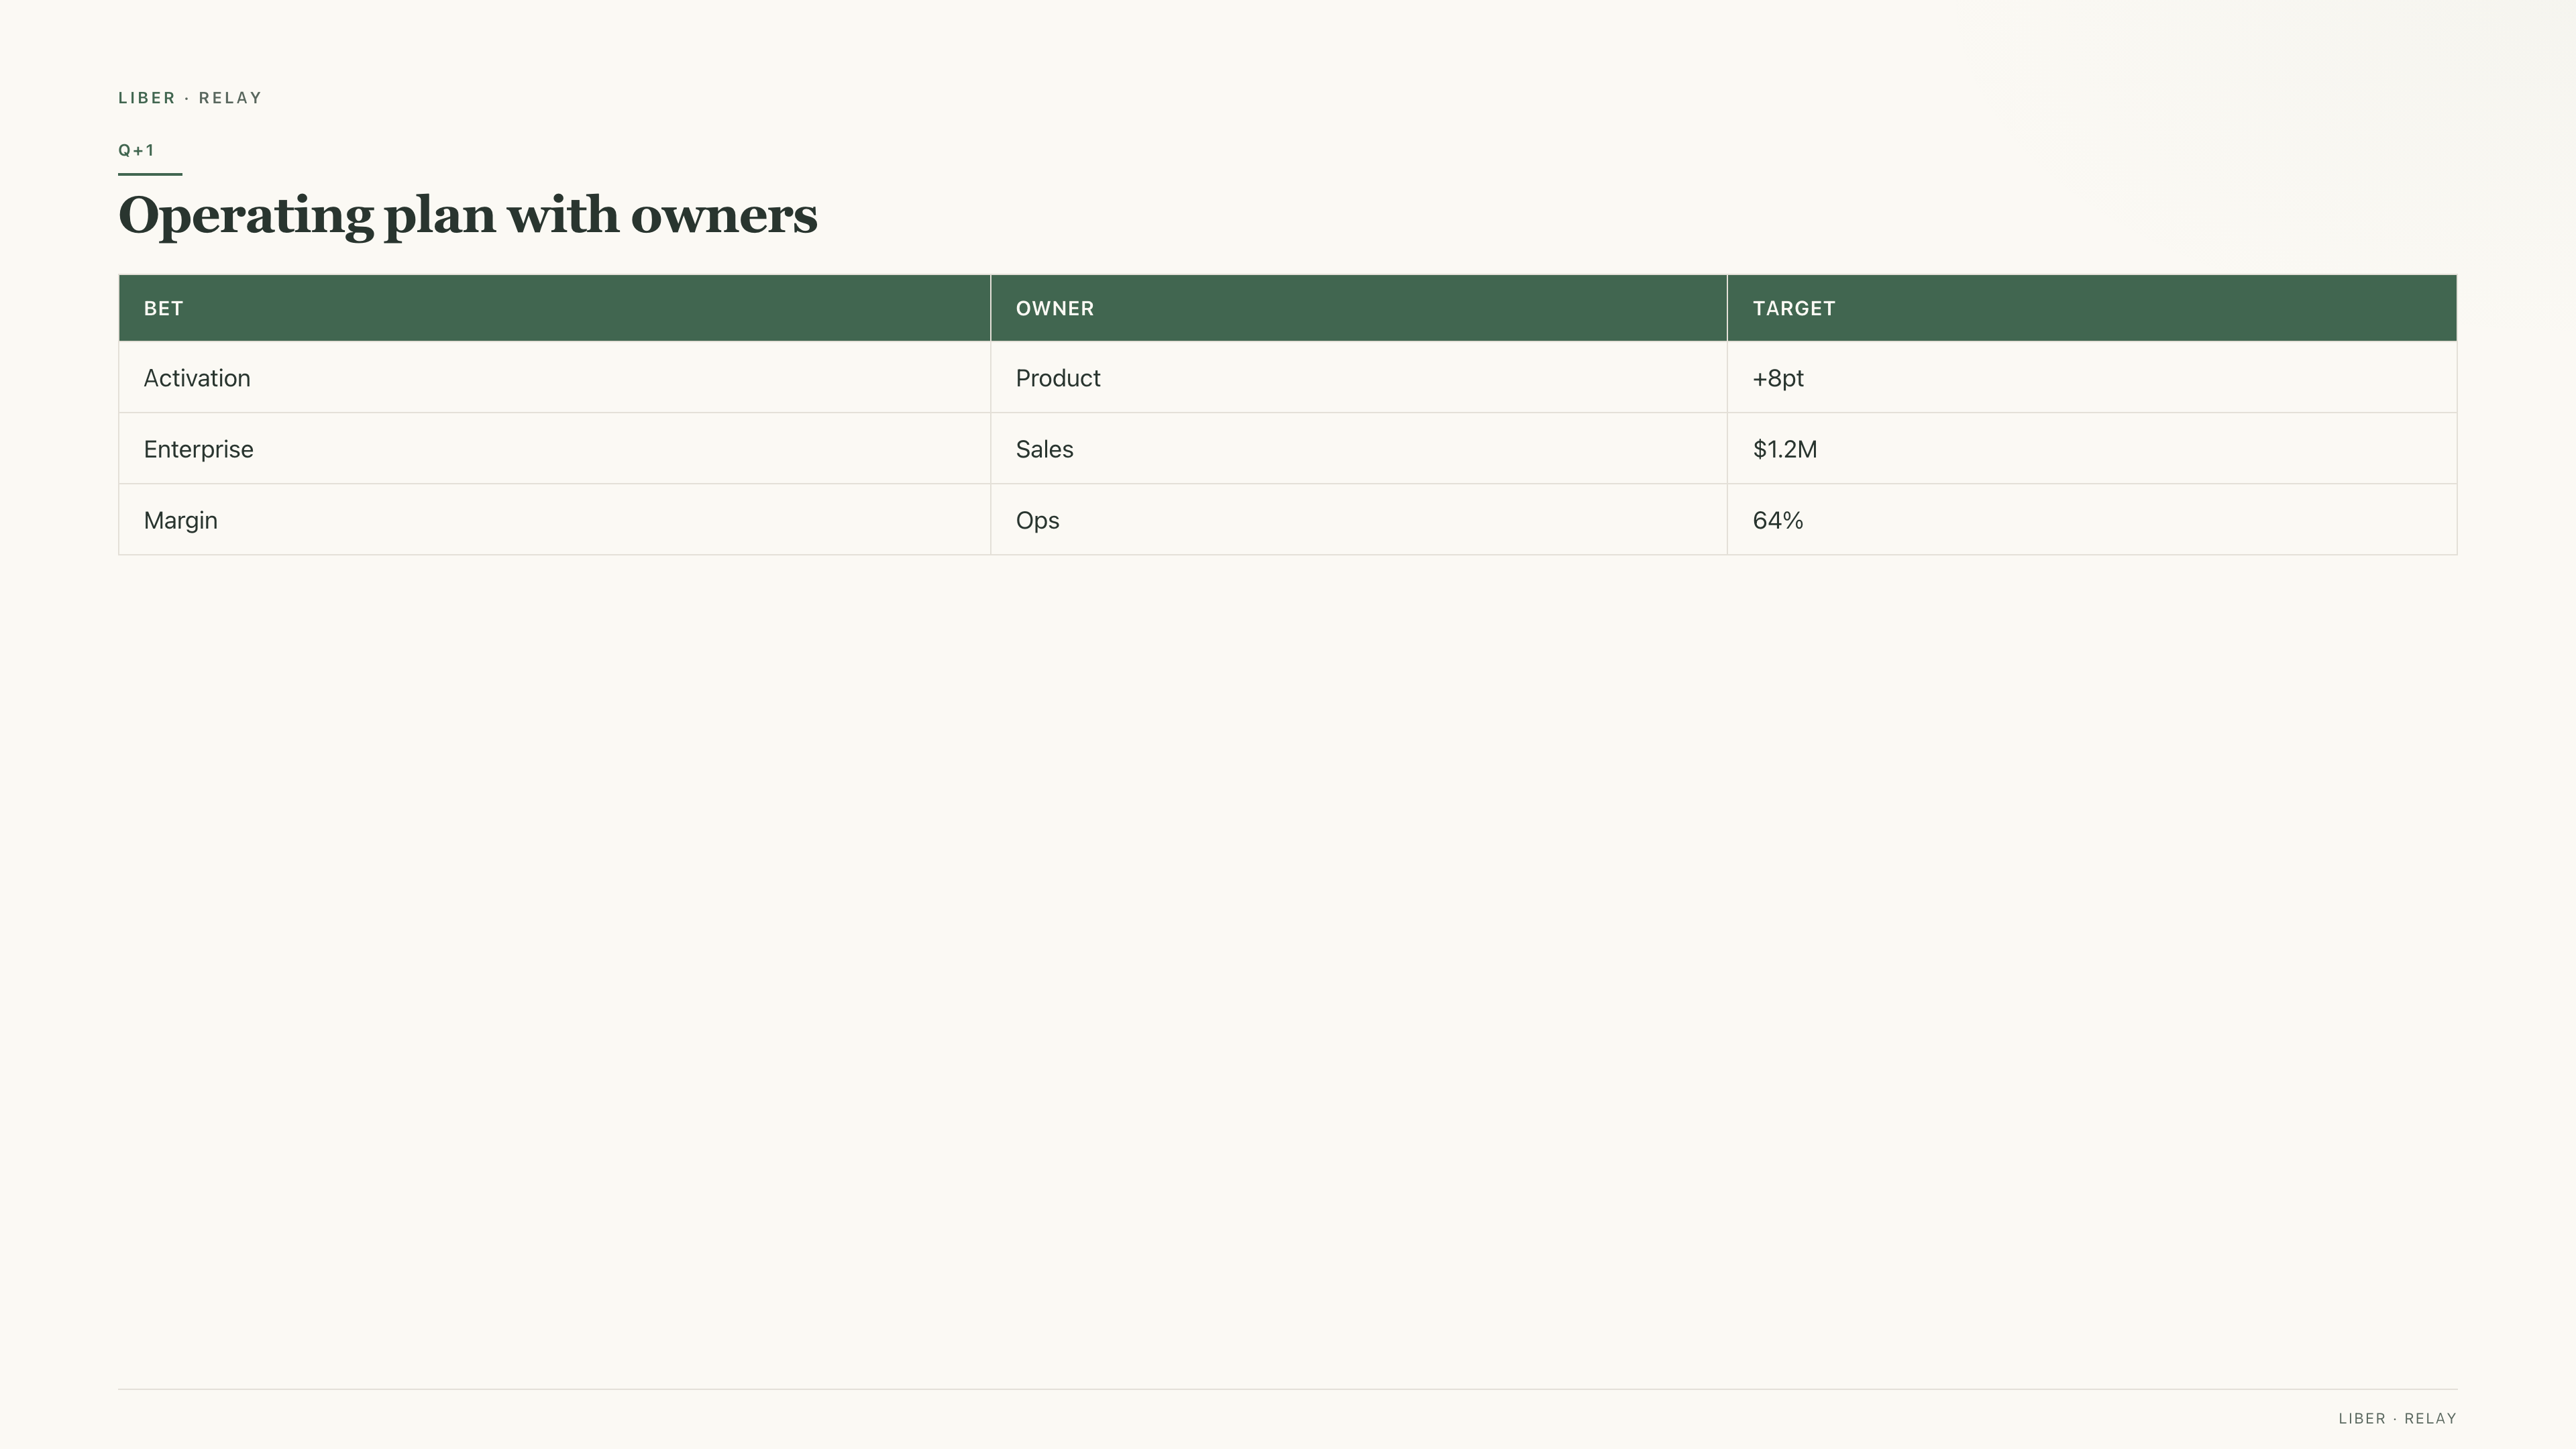 LIBER · RELAY
Q+1
Operating plan with owners
BET OWNER TARGET
Activation Product +8pt
Enterprise Sales $1.2M
Margin Ops 64%
LIBER · RELAY